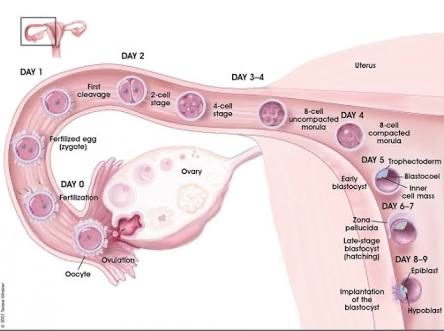 DAY 2
DAY 1
First
cleavage
2-cell
stage
4-cell
stage
DAY 3–4
Uterus
8-cell
uncompacted
morula
DAY 4
8-cell
compacted
morula
Fertilized egg
(zygote)
DAY 0
Fertilization
Ovary
Ovulation
Oocyte
DAY 5
Trophectoderm
Blastocoel
Inner
cell mass
Early
blastocyst
DAY 6–7
Zona
pellucida
Late-stage
blastocyst
(hatching)
DAY 8–9
Epiblast
Implantation
of the
blastocyst
Hypoblast
© 2001 Terese Winslow